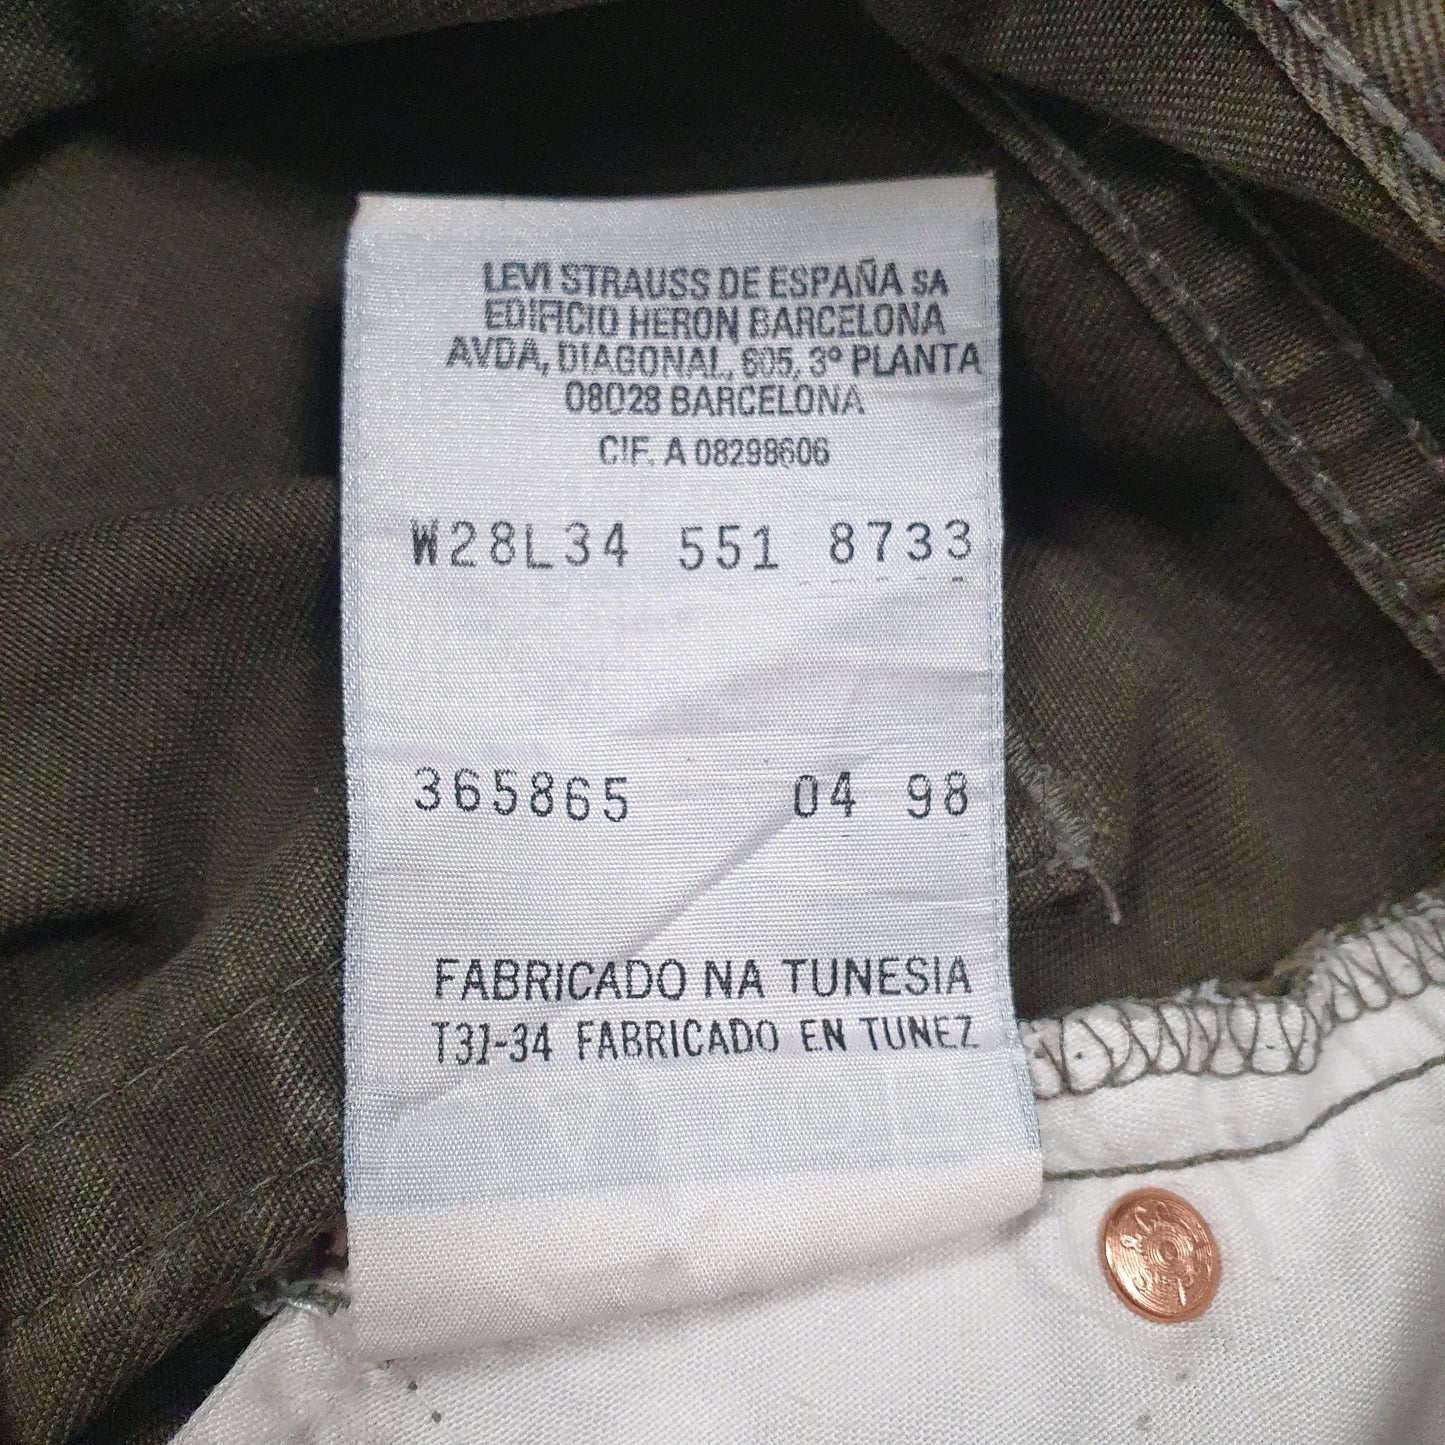 LEVI STRAUSS DE ESPAÑA SA
EDIFICIO HERON BARCELONA
AVDA, DIAGONAL, 605, 3º PLANTA
08028 BARCELONA
CIF. A 08298606
W28L34 551 8733
365865 04 98
FABRICADO NA TUNESIA
T31-34 FABRICADO EN TUNEZ